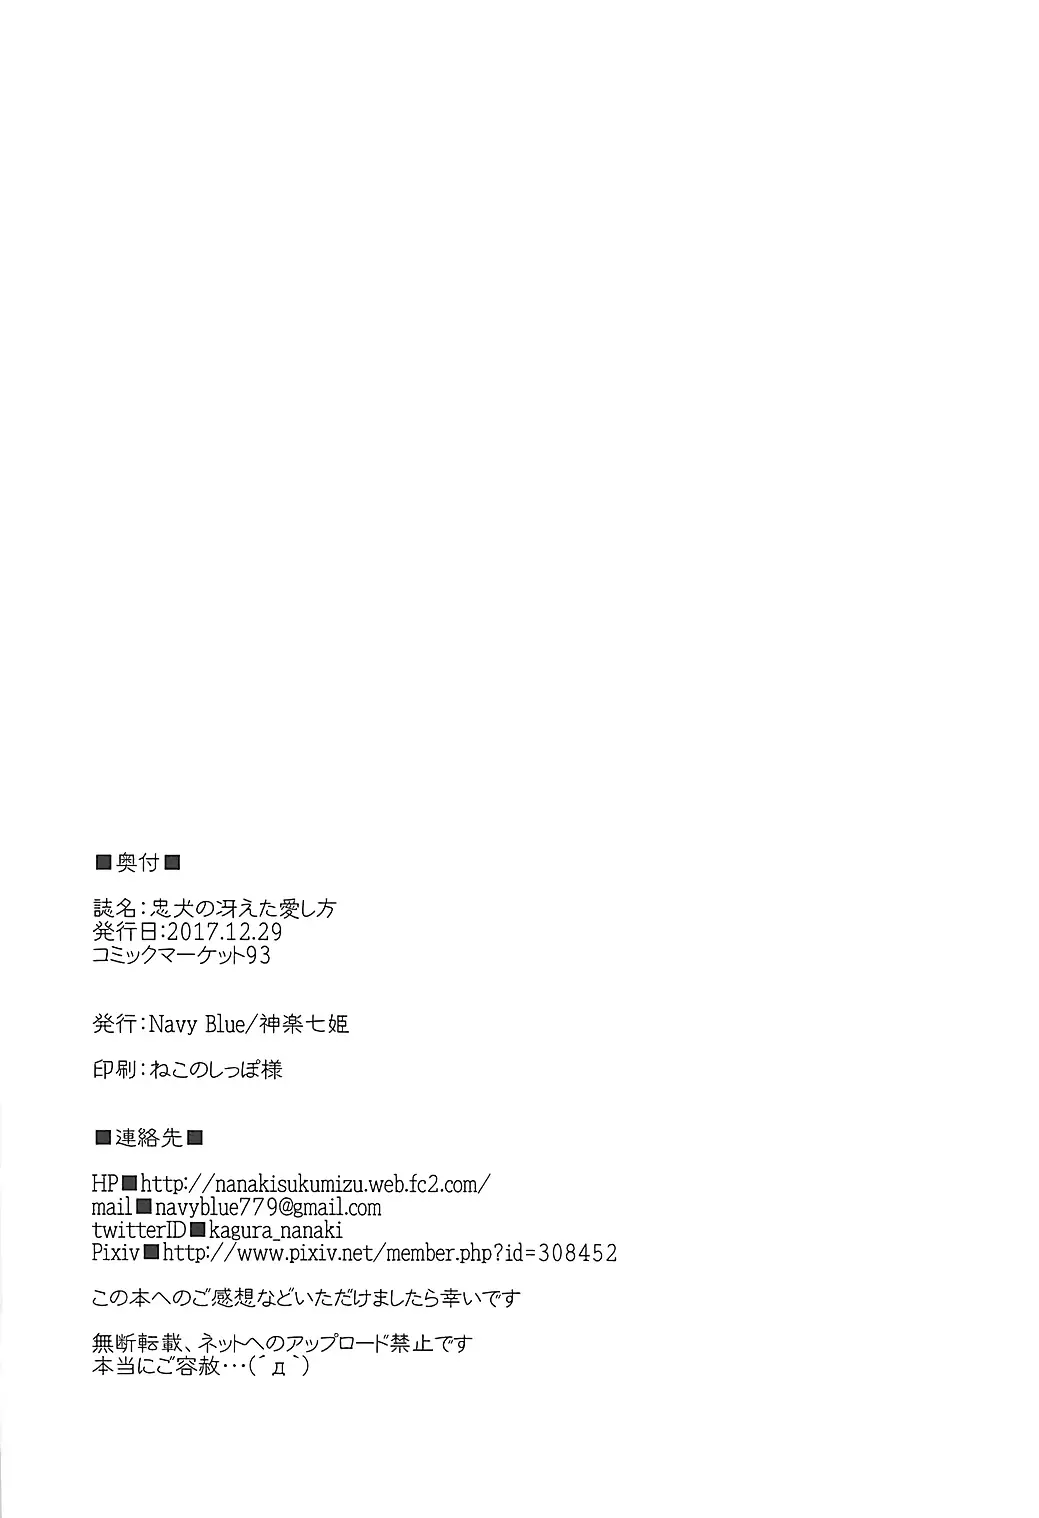 ■奥付■
誌名：忠犬の冴えた愛し方
発行日：2017.12.29
コミックマーケット93
発行：Navy Blue/神楽七姫
印刷：ねこのしっぽ様
■連絡先■
HP■http://nanakisukumizu.web.fc2.com/
mail■navyblue779@gmail.com
twitterID■kagura_nanaki
Pixiv■http://www.pixiv.net/member.php?id=308452
この本へのご感想などいただけましたら幸いです
無断転載、ネットへのアップロード禁止です
本当にご容赦・・・(´д｀)